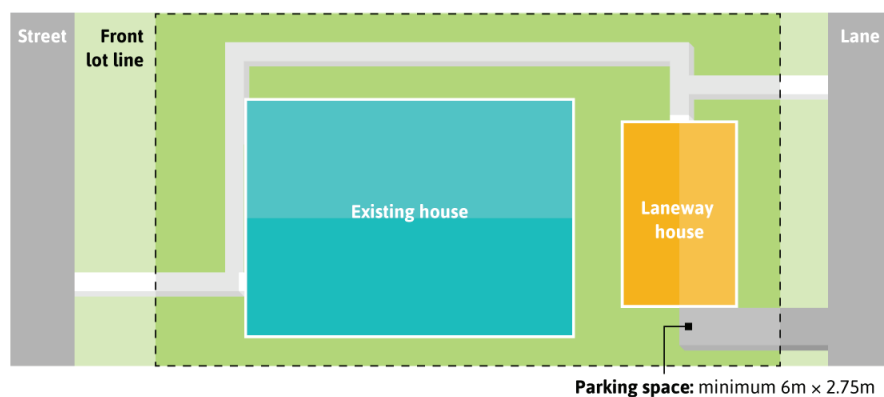 Street
Front
lot line
Lane
Existing house
Laneway
house
Parking space: minimum 6m × 2.75m